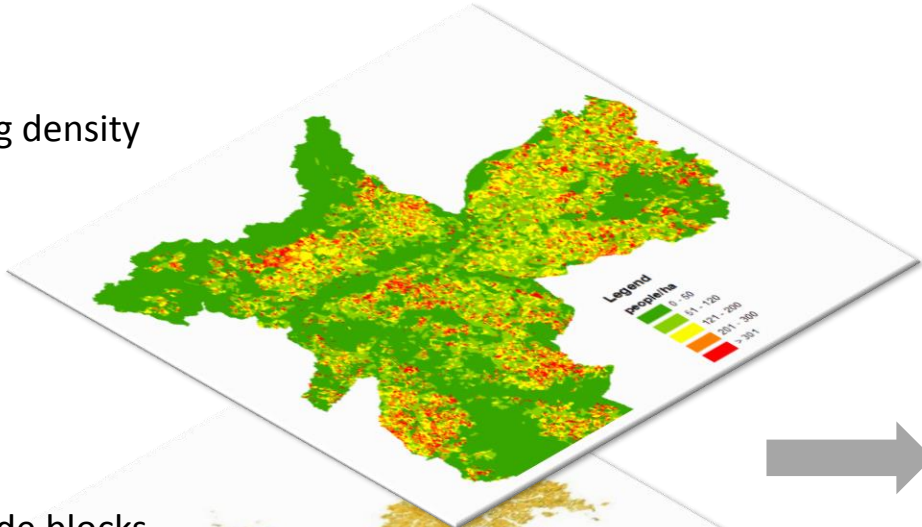 g density
Legend
people/ha
0 - 50
51 - 120
121 - 200
201 - 300
> 301
de blocks